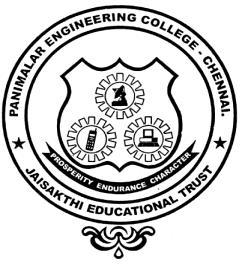 PANIMALAR ENGINEERING COLLEGE - CHENNAI.
PROSPERITY ENDURANCE CHARACTER
JAISAKTHI EDUCATIONAL TRUST